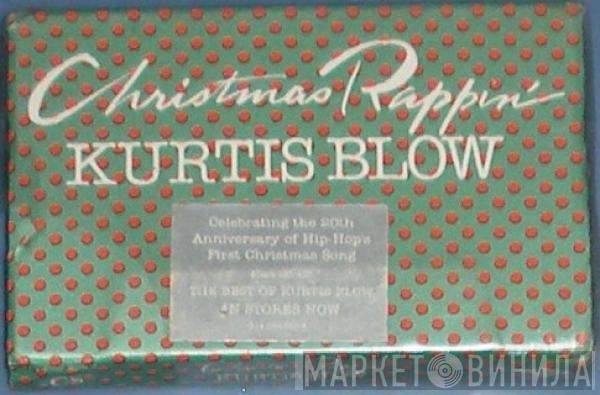 Christmas Rappin'
KURTIS BLOW
Celebrating the 20th
Anniversary of Hip-Hop's
First Christmas Song
THE BEST OF KURTIS BLOW
IN STORES NOW
МАРКЕТ ВИНИЛА